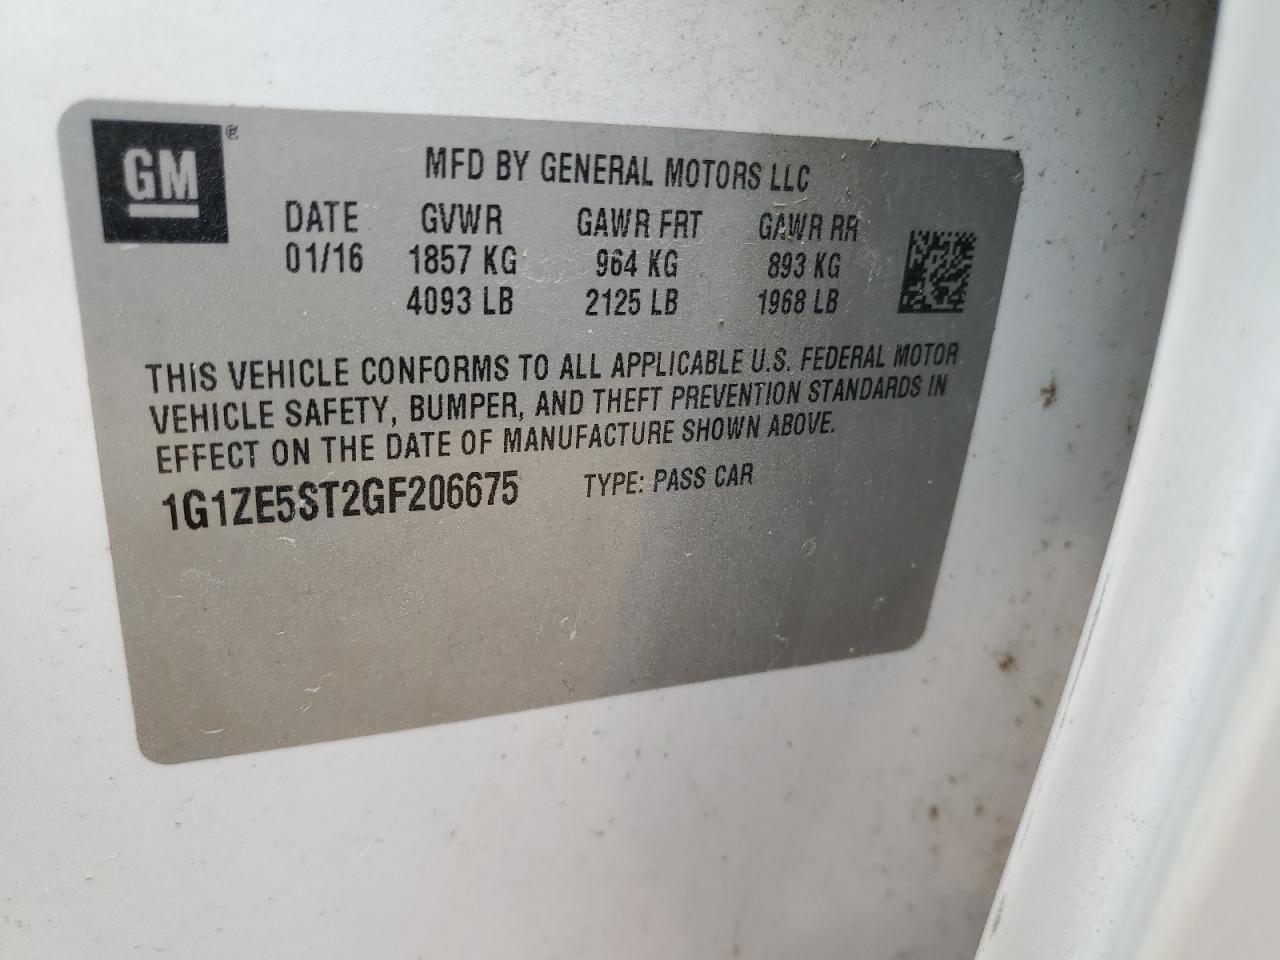 GM ®
MFD BY GENERAL MOTORS LLC
DATE GVWR GAWR FRT GAWR RR
01/16 1857 KG 964 KG 893 KG
4093 LB 2125 LB 1968 LB
THIS VEHICLE CONFORMS TO ALL APPLICABLE U.S. FEDERAL MOTOR
VEHICLE SAFETY, BUMPER, AND THEFT PREVENTION STANDARDS IN
EFFECT ON THE DATE OF MANUFACTURE SHOWN ABOVE.
1G1ZE5ST2GF206675 TYPE: PASS CAR